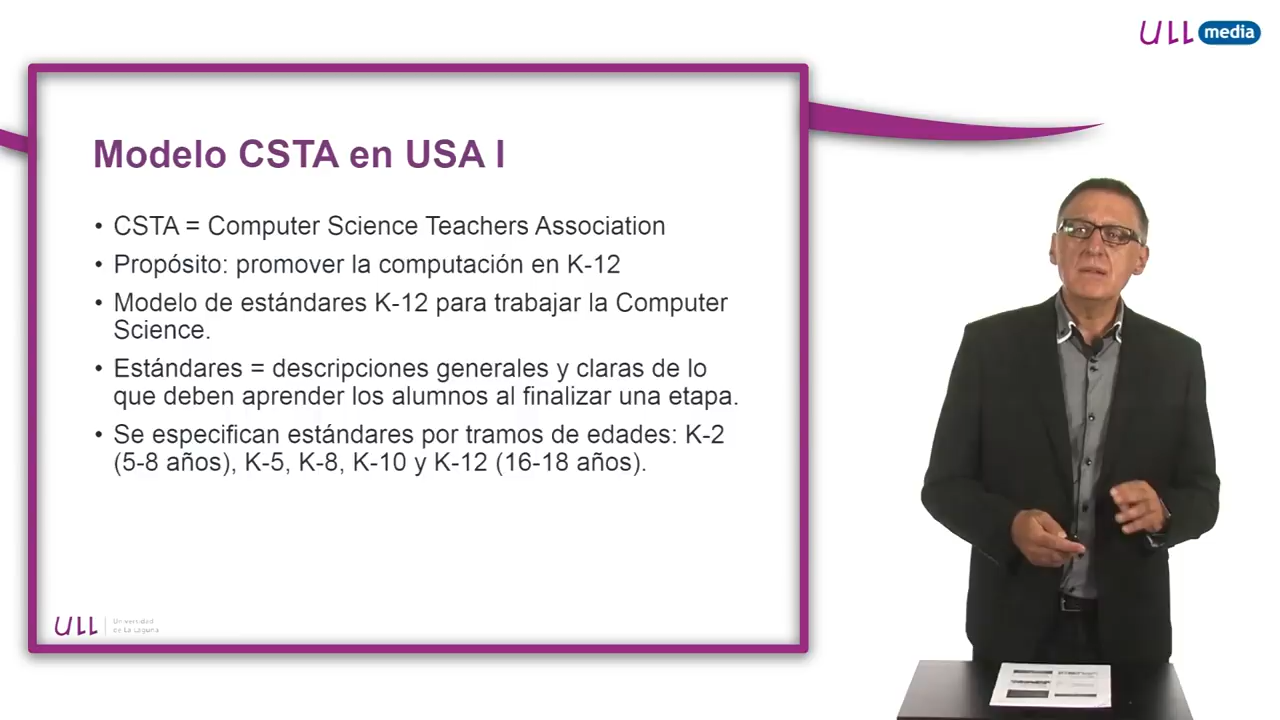 ULL media
Modelo CSTA en USA I
• CSTA = Computer Science Teachers Association
• Propósito: promover la computación en K-12
• Modelo de estándares K-12 para trabajar la Computer
Science.
• Estándares = descripciones generales y claras de lo
que deben aprender los alumnos al finalizar una etapa.
• Se especifican estándares por tramos de edades: K-2
(5-8 años), K-5, K-8, K-10 y K-12 (16-18 años).
ULL
Universidad
de La Laguna